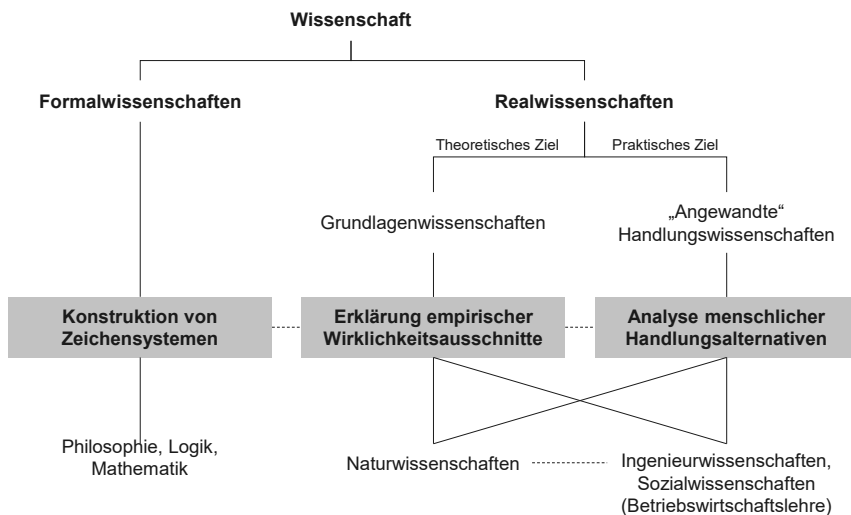 Wissenschaft
Formalwissenschaften
Realwissenschaften
Theoretisches Ziel
Praktisches Ziel
Grundlagenwissenschaften
„Angewandte“
Handlungswissenschaften
Konstruktion von
Zeichensystemen
Erklärung empirischer
Wirklichkeitsausschnitte
Analyse menschlicher
Handlungsalternativen
Philosophie, Logik,
Mathematik
Naturwissenschaften
Ingenieurwissenschaften,
Sozialwissenschaften
(Betriebswirtschaftslehre)